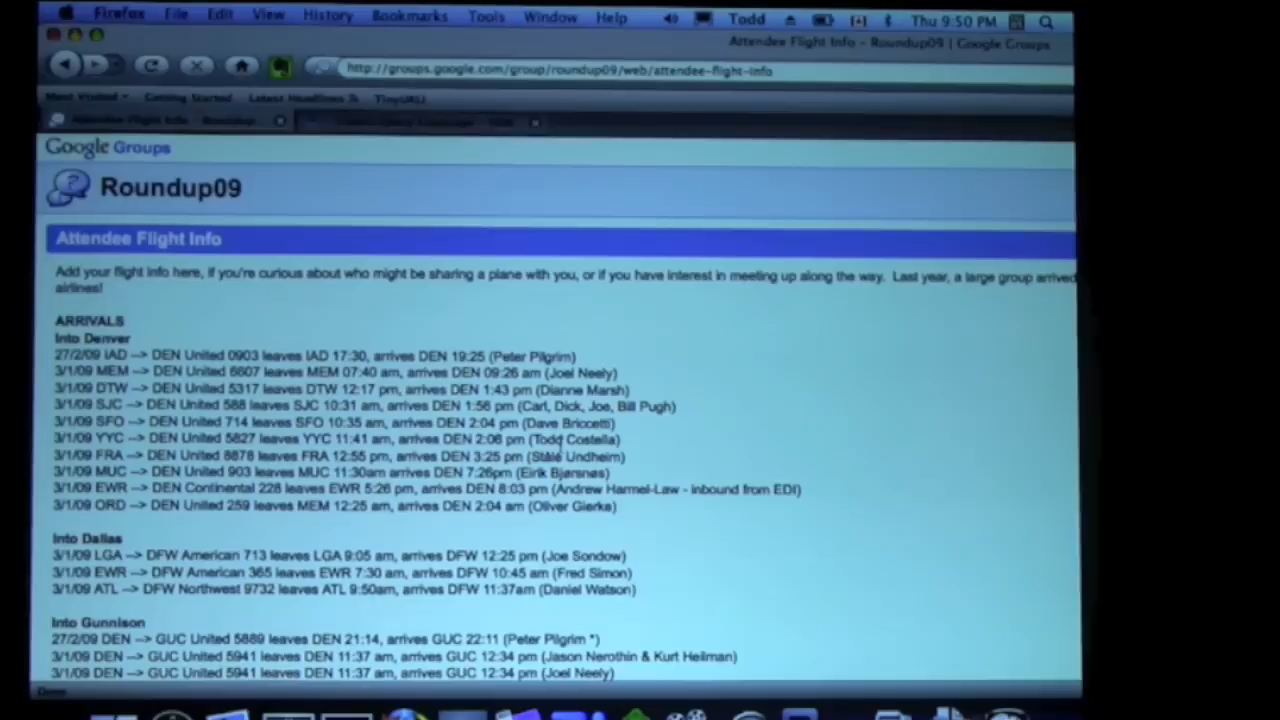 Firefox File Edit View History Bookmarks Tools Window Help Todd Thu 9:50 PM
Attendee Flight Info - Roundup09 | Google Groups
http://groups.google.com/group/roundup09/web/attendee-flight-info
Most Visited Getting Started Latest Headlines TinyURL!
Attendee Flight Info - Roundup
Google Groups
Roundup09
Attendee Flight Info
Add your flight info here, if you're curious about who might be sharing a plane with you, or if you have interest in meeting up along the way. Last year, a large group arrived
airlines!
ARRIVALS
Into Denver
27/2/09 IAD --> DEN United 0903 leaves IAD 17:30, arrives DEN 19:25 (Peter Pilgrim)
3/1/09 MEM --> DEN United 6607 leaves MEM 07:40 am, arrives DEN 09:26 am (Joel Neely)
3/1/09 DTW --> DEN United 5317 leaves DTW 12:17 pm, arrives DEN 1:43 pm (Dianne Marsh)
3/1/09 SJC --> DEN United 588 leaves SJC 10:31 am, arrives DEN 1:56 pm (Carl, Dick, Joe, Bill Pugh)
3/1/09 SFO --> DEN United 714 leaves SFO 10:35 am, arrives DEN 2:04 pm (Dave Briccetti)
3/1/09 YYC --> DEN United 5827 leaves YYC 11:41 am, arrives DEN 2:06 pm (Todd Costella)
3/1/09 FRA --> DEN United 8878 leaves FRA 12:55 pm, arrives DEN 3:25 pm (Ståle Undheim)
3/1/09 MUC --> DEN United 903 leaves MUC 11:30am arrives DEN 7:26pm (Eirik Bjørsnøs)
3/1/09 EWR --> DEN Continental 228 leaves EWR 5:26 pm, arrives DEN 8:03 pm (Andrew Harmel-Law - inbound from EDI)
3/1/09 ORD --> DEN United 259 leaves MEM 12:25 am, arrives DEN 2:04 am (Oliver Gierke)
Into Dallas
3/1/09 LGA --> DFW American 713 leaves LGA 9:05 am, arrives DFW 12:25 pm (Joe Sondow)
3/1/09 EWR --> DFW American 365 leaves EWR 7:30 am, arrives DFW 10:45 am (Fred Simon)
3/1/09 ATL --> DFW Northwest 9732 leaves ATL 9:50am, arrives DFW 11:37am (Daniel Watson)
Into Gunnison
27/2/09 DEN --> GUC United 5889 leaves DEN 21:14, arrives GUC 22:11 (Peter Pilgrim *)
3/1/09 DEN --> GUC United 5941 leaves DEN 11:37 am, arrives GUC 12:34 pm (Jason Nerothin & Kurt Heilman)
3/1/09 DEN --> GUC United 5941 leaves DEN 11:37 am, arrives GUC 12:34 pm (Joel Neely)
Done